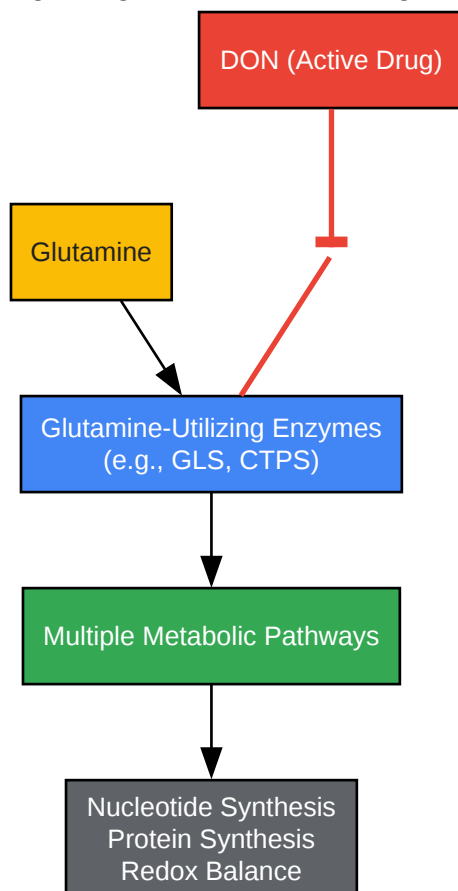 DON (Active Drug)
Glutamine
Glutamine-Utilizing Enzymes
(e.g., GLS, CTPS)
Multiple Metabolic Pathways
Nucleotide Synthesis
Protein Synthesis
Redox Balance